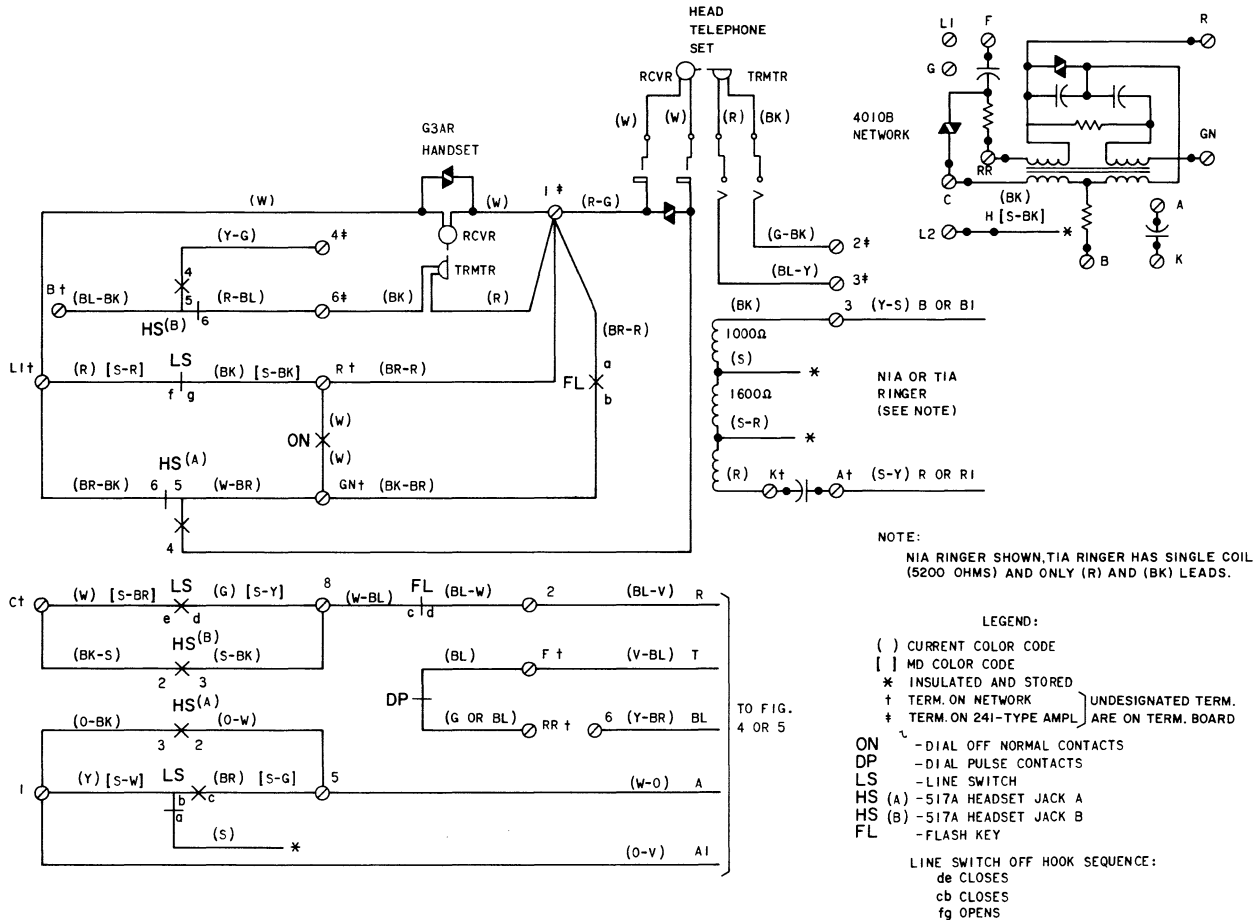 HEAD
TELEPHONE
SET
RCVR
TRMTR
(W)
(W)
(R)
(BK)
G3AR
HANDSET
(W)
(W)
1 ‡
(R-G)
RCVR
TRMTR
(Y-G)
4‡
4
5
6
B †
(BL-BK)
HS(B)
(R-BL)
6‡
(BK)
(R)
(G-BK)
2‡
(BL-Y)
3‡
(BR-R)
L1†
(R) [S-R]
LS
f
g
(BK) [S-BK]
R †
(BR-R)
FL
a
b
(W)
ON
(W)
HS(A)
(BR-BK)
6
5
(W-BR)
GN†
(BK-BR)
4
L1
F
R
G
4010B
NETWORK
RR
GN
C
(BK)
H [S-BK]
*
L2
A
B
K
(BK)
3
(Y-S) B OR B1
1000Ω
(S)
*
1600Ω
(S-R)
*
N1A OR T1A
RINGER
(SEE NOTE)
(R)
K†
A†
(S-Y) R OR R1
NOTE:
N1A RINGER SHOWN, T1A RINGER HAS SINGLE COIL
(5200 OHMS) AND ONLY (R) AND (BK) LEADS.
C†
(W) [S-BR]
LS
e
d
(G) [S-Y]
8
(W-BL)
FL
c
d
(BL-W)
2
(BL-V) R
(BK-S)
HS(B)
2
3
(S-BK)
(BL)
F †
(V-BL) T
DP
(G OR BL)
RR †
6
(Y-BR) BL
TO FIG.
4 OR 5
(O-BK)
HS(A)
3
2
(O-W)
1
(Y) [S-W]
LS
b
a
c
(BR) [S-G]
5
(W-O) A
(S)
*
(O-V) A1
LEGEND:
( ) CURRENT COLOR CODE
[ ] MD COLOR CODE
* INSULATED AND STORED
† TERM. ON NETWORK
‡ TERM. ON 241-TYPE AMPL
UNDESIGNATED TERM.
ARE ON TERM. BOARD
ON - DIAL OFF NORMAL CONTACTS
DP - DIAL PULSE CONTACTS
LS - LINE SWITCH
HS (A) - 517A HEADSET JACK A
HS (B) - 517A HEADSET JACK B
FL - FLASH KEY
LINE SWITCH OFF HOOK SEQUENCE:
de CLOSES
cb CLOSES
fg OPENS